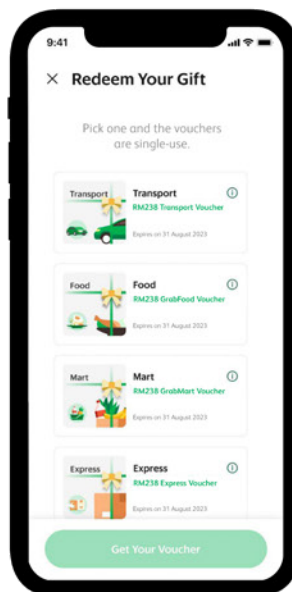 9:41
× Redeem Your Gift
Pick one and the vouchers
are single-use.
Transport
Transport
RM238 Transport Voucher
Expires on 31 August 2023
Food
Food
RM238 GrabFood Voucher
Expires on 31 August 2023
Mart
Mart
RM238 GrabMart Voucher
Expires on 31 August 2023
Express
Express
RM238 Express Voucher
Expires on 31 August 2023
Get Your Voucher